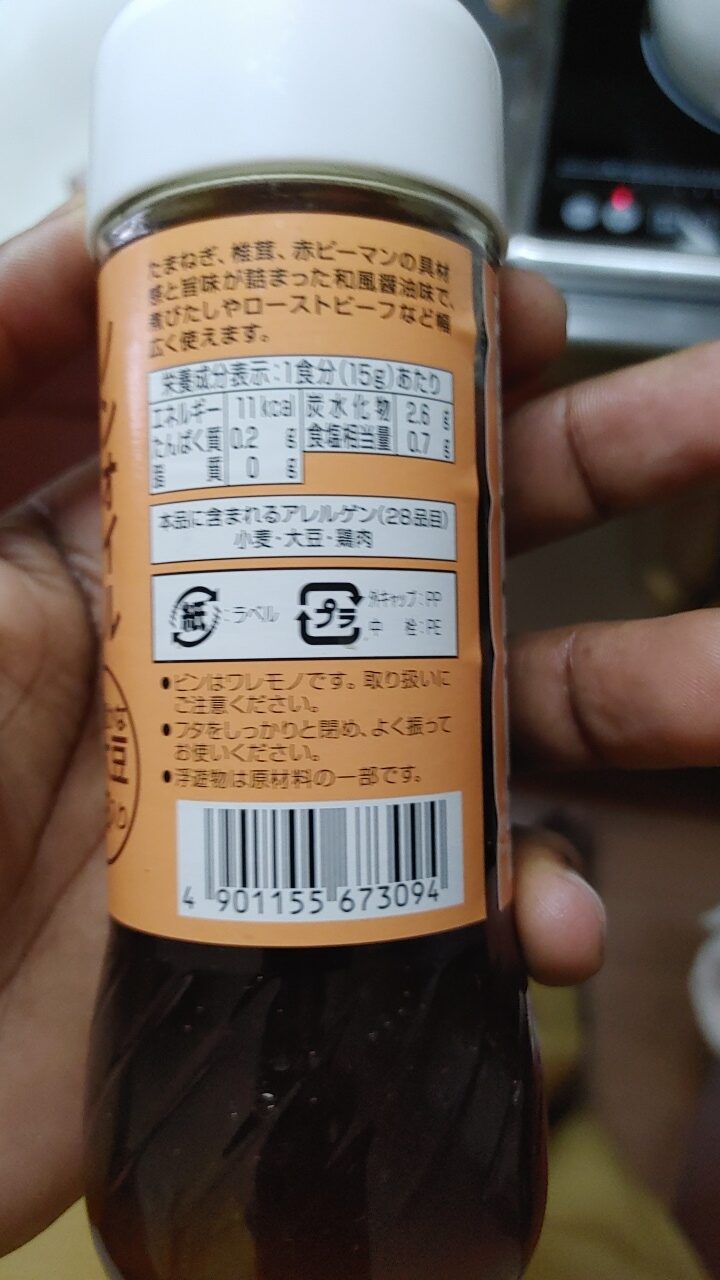 たまねぎ、椎茸、赤ピーマンの具材
感と旨味が詰まった和風醤油味で、
煮びたしやローストビーフなど幅
広く使えます。
栄養成分表示:1食分(15g)あたり
エネルギー 11kcal 炭水化物 2.6 g
たんぱく質 0.2 g 食塩相当量 0.7 g
脂質 0 g
本品に含まれるアレルゲン(28品目)
小麦・大豆・鶏肉
紙 :ラベル プラ 外キャップ:PP
中栓:PE
●ビンはワレモノです。取り扱いに
ご注意ください。
●フタをしっかりと閉め、よく振って
お使いください。
●浮遊物は原材料の一部です。
4 901155 673094
ノンオイル